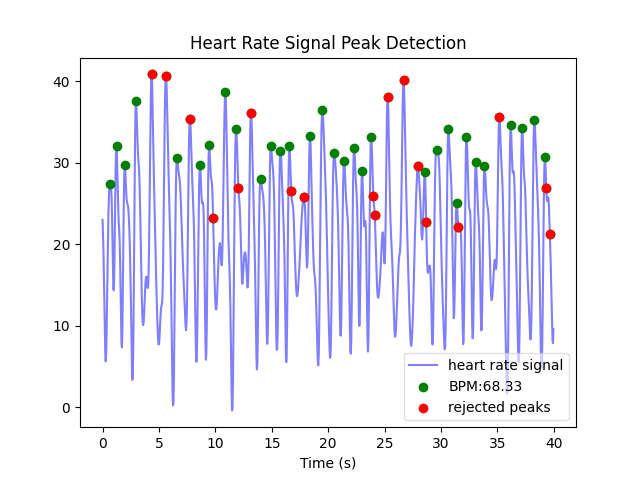 Heart Rate Signal Peak Detection
40
30
20
10
0
heart rate signal
BPM:68.33
rejected peaks
0 5 10 15 20 25 30 35 40
Time (s)